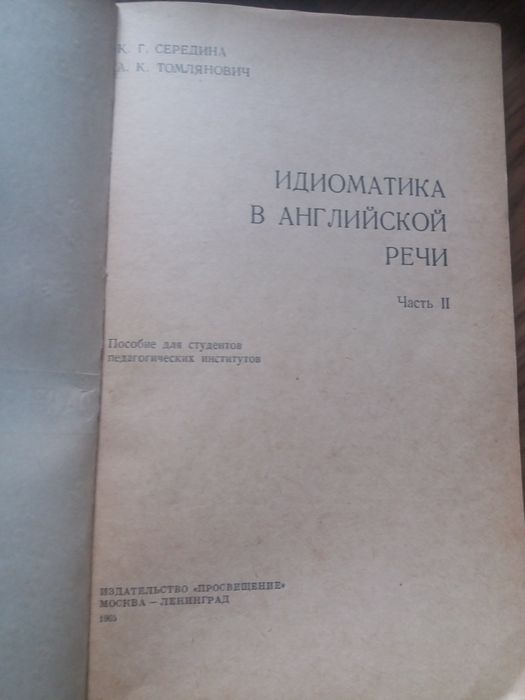 К. Г. СЕРЕДИНА
А. К. ТОМЛЯНОВИЧ
ИДИОМАТИКА
В АНГЛИЙСКОЙ
РЕЧИ
Часть II
Пособие для студентов
педагогических институтов
ИЗДАТЕЛЬСТВО «ПРОСВЕЩЕНИЕ»
МОСКВА — ЛЕНИНГРАД
1965